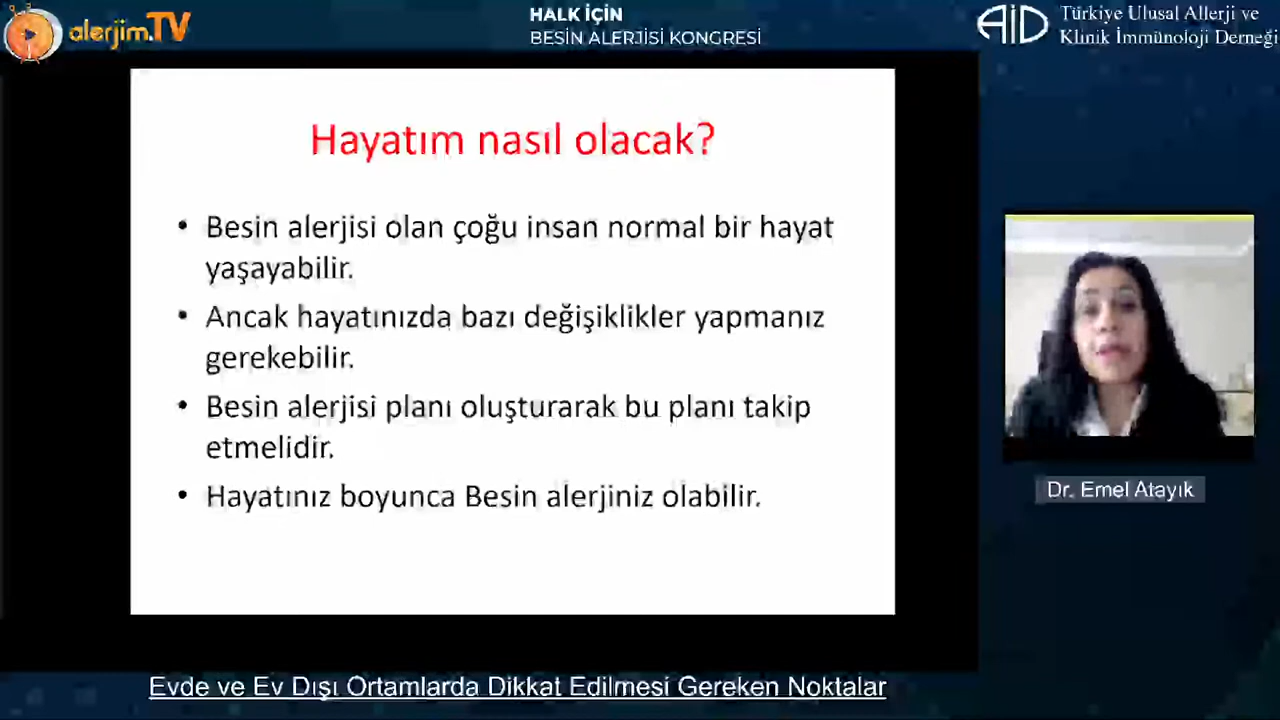 alerjim.TV
HALK İÇİN
BESİN ALERJİSİ KONGRESİ
AİD
Türkiye Ulusal Allerji ve
Klinik İmmünoloji Derneği
Hayatım nasıl olacak?
• Besin alerjisi olan çoğu insan normal bir hayat
yaşayabilir.
• Ancak hayatınızda bazı değişiklikler yapmanız
gerekebilir.
• Besin alerjisi planı oluşturarak bu planı takip
etmelidir.
• Hayatınız boyunca Besin alerjiniz olabilir.
Dr. Emel Atayık
Evde ve Ev Dışı Ortamlarda Dikkat Edilmesi Gereken Noktalar